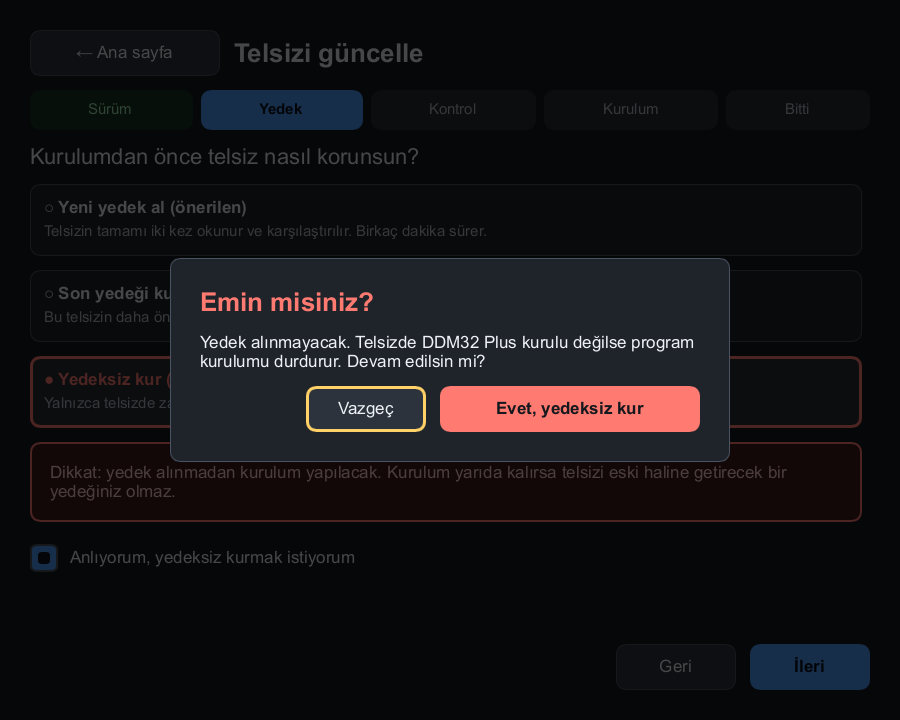 ← Ana sayfa
Telsizi güncelle
Sürüm
Yedek
Kontrol
Kurulum
Bitti
Kurulumdan önce telsiz nasıl korunsun?
○ Yeni yedek al (önerilen)
Telsizin tamamı iki kez okunur ve karşılaştırılır. Birkaç dakika sürer.
○ Son yedeği
Bu telsizin daha
● Yedeksiz kur (
Yalnızca telsizde
Emin misiniz?
Yedek alınmayacak. Telsizde DDM32 Plus kurulu değilse program
kurulumu durdurur. Devam edilsin mi?
Vazgeç
Evet, yedeksiz kur
Dikkat: yedek alınmadan kurulum yapılacak. Kurulum yarıda kalırsa telsizi eski haline getirecek bir
yedeğiniz olmaz.
Anlıyorum, yedeksiz kurmak istiyorum
Geri
İleri